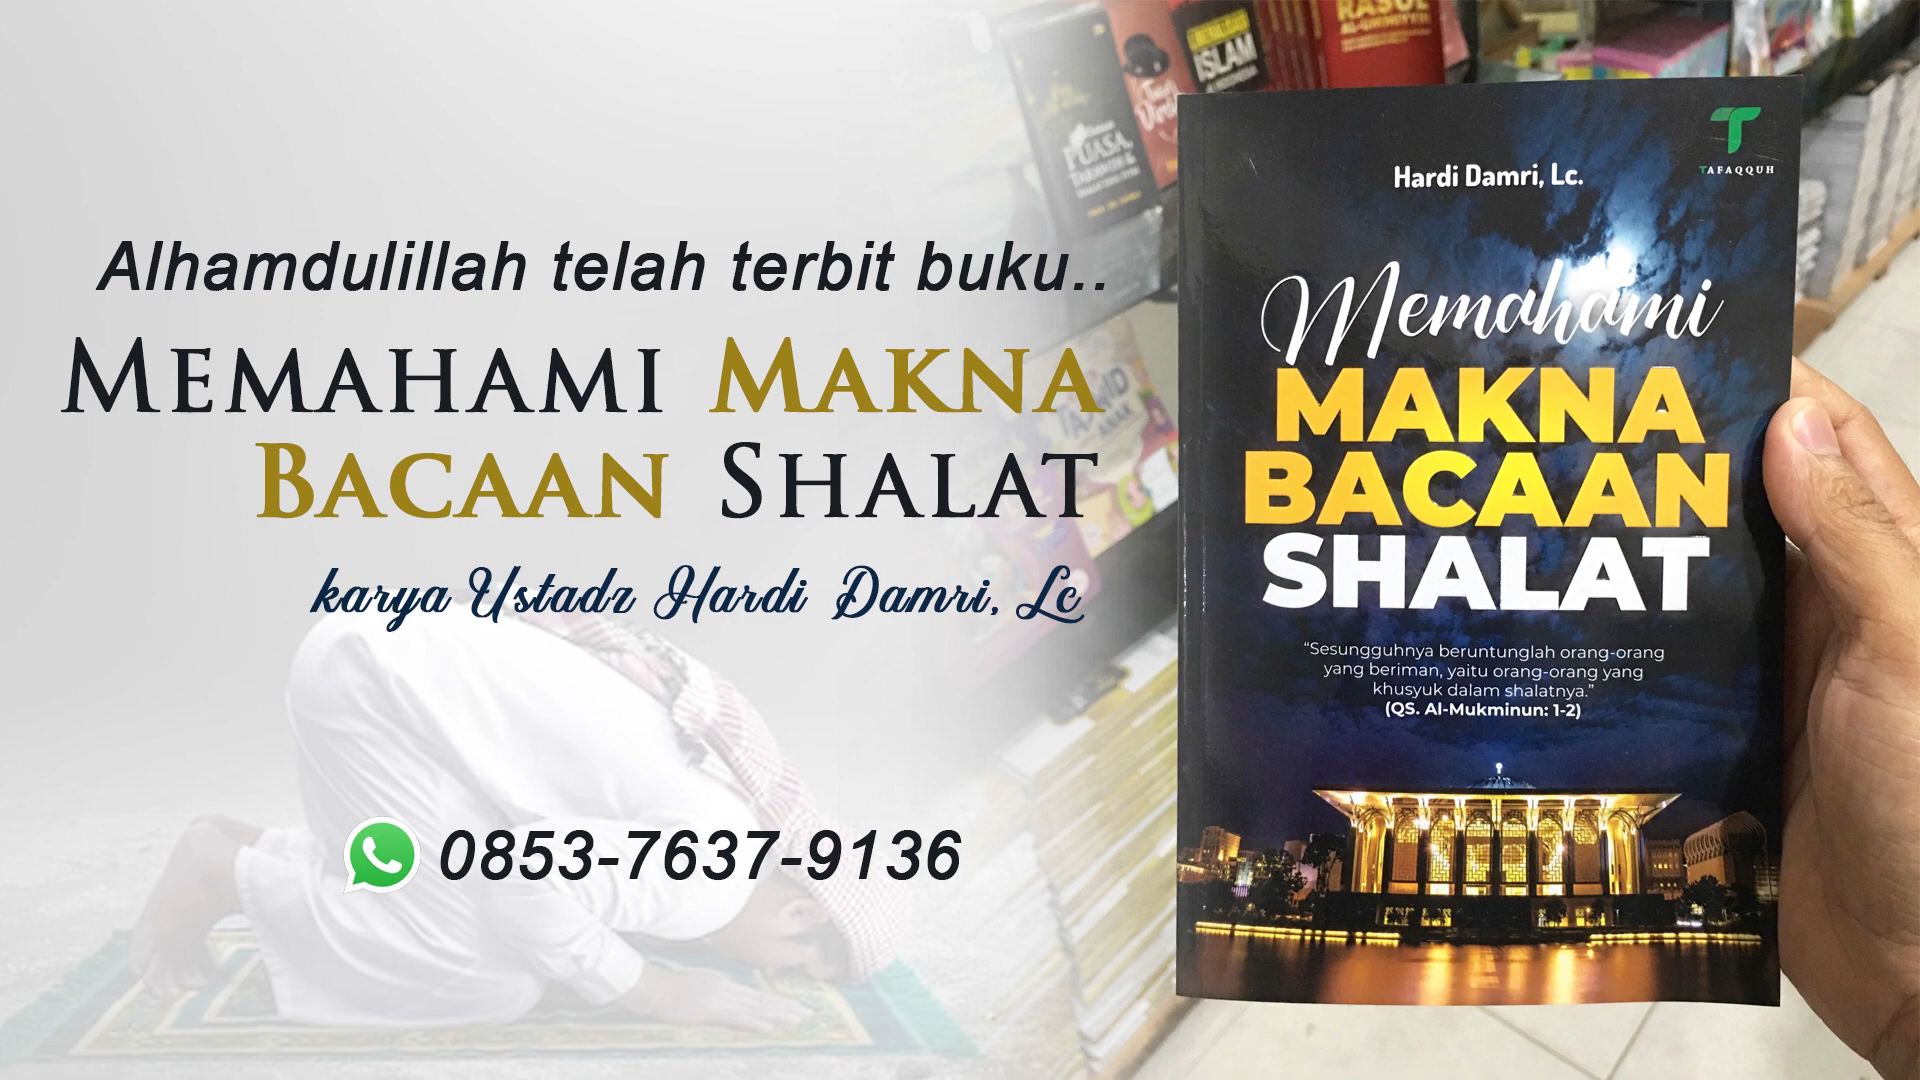 Alhamdulillah telah terbit buku..
MEMAHAMI MAKNA
BACAAN SHALAT
karya Ustadz Hardi Damri, Lc
0853-7637-9136
TAFAQQUH
Hardi Damri, Lc.
Memahami
MAKNA
BACAAN
SHALAT
“Sesungguhnya beruntunglah orang-orang
yang beriman, yaitu orang-orang yang
khusyuk dalam shalatnya.”
(QS. Al-Mukminun: 1-2)
PUASA,
ISLAM
RASUL